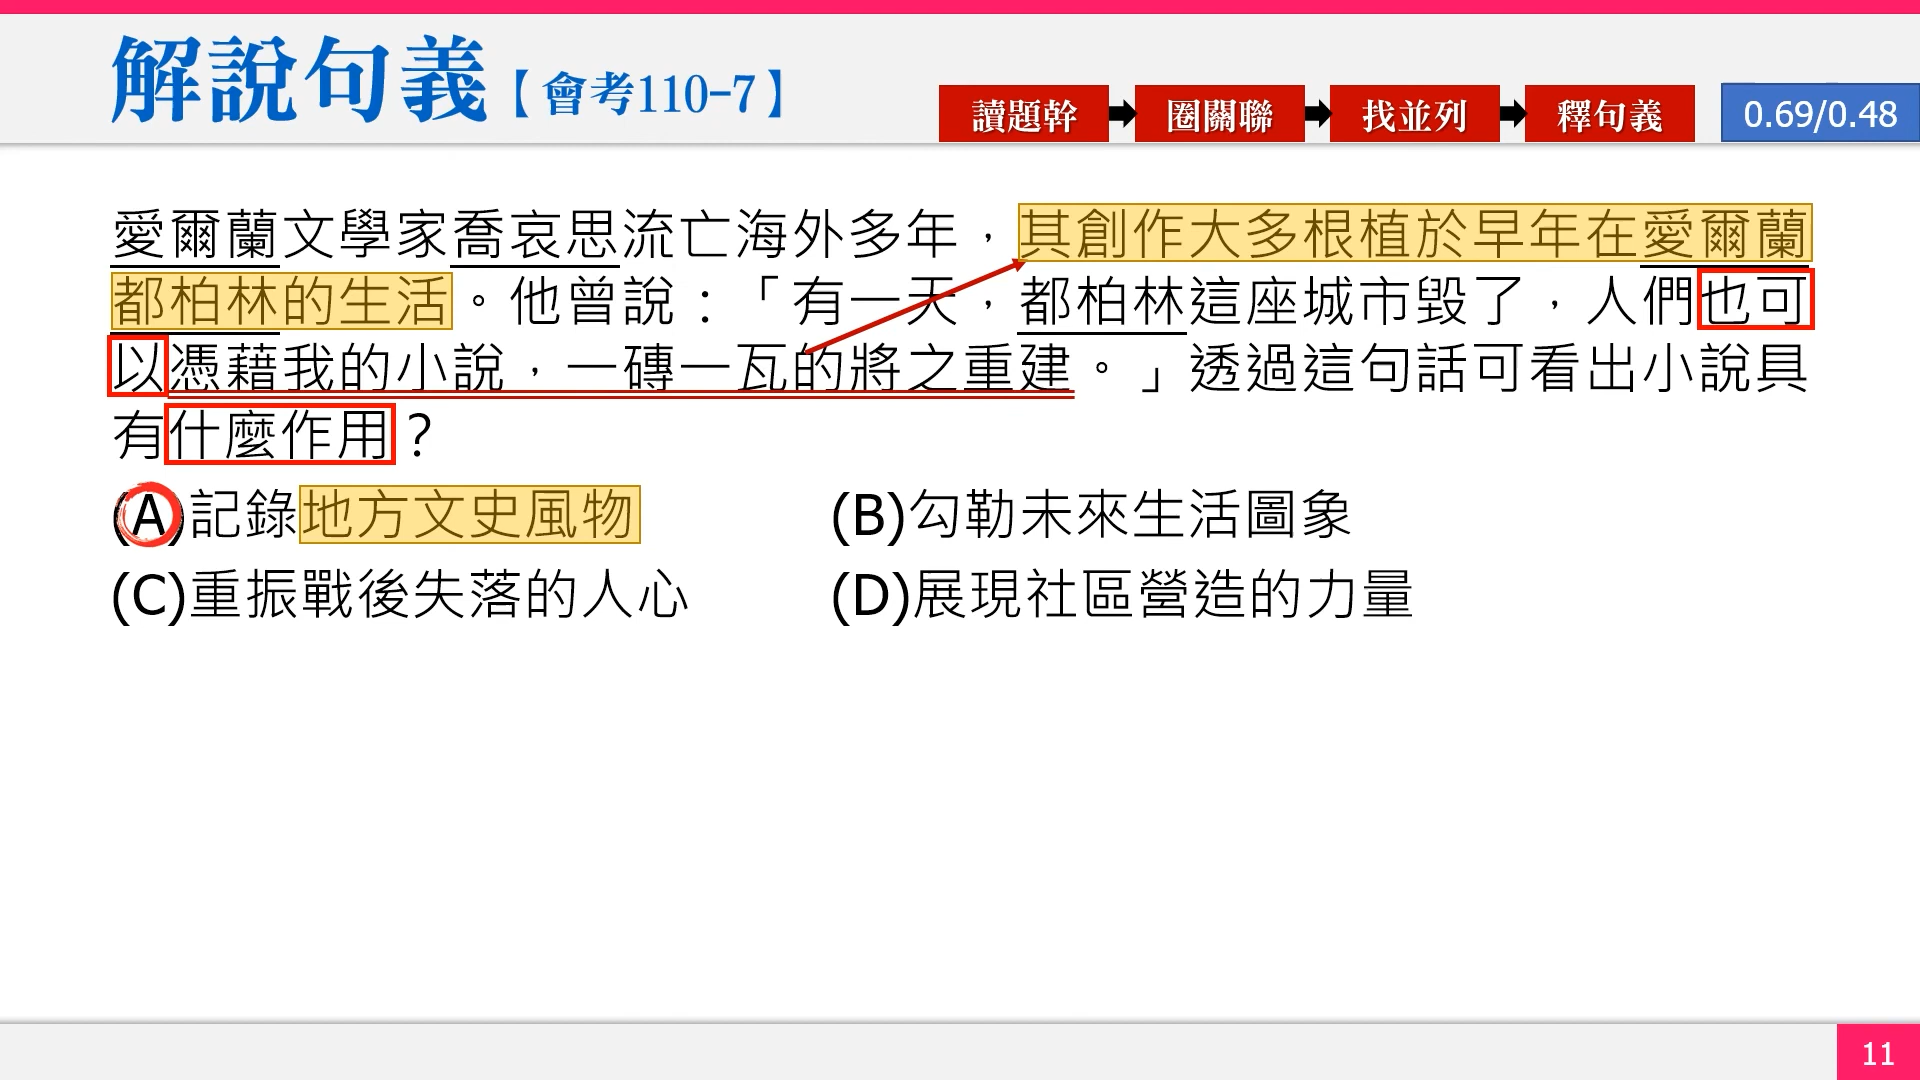 解說句義【會考110-7】
讀題幹 圈關聯 找並列 釋句義 0.69/0.48
愛爾蘭文學家喬哀思流亡海外多年，其創作大多根植於早年在愛爾蘭
都柏林的生活。他曾說：「有一天，都柏林這座城市毀了，人們也可
以憑藉我的小說，一磚一瓦的將之重建。」透過這句話可看出小說具
有什麼作用？
(A)記錄地方文史風物 (B)勾勒未來生活圖象
(C)重振戰後失落的人心 (D)展現社區營造的力量
11